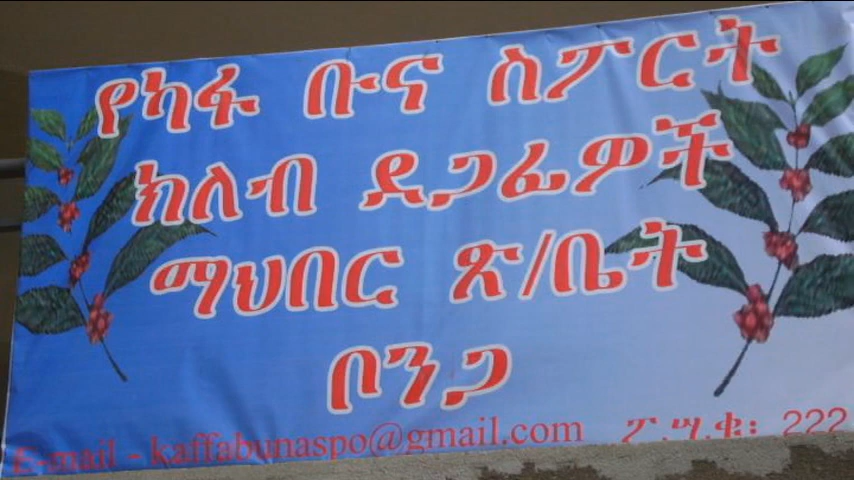 የካፋ ቡና ስፖርት
ክለብ ደጋፊዎች
ማህበር ጽ/ቤት
ቦንጋ
E-mail - kaffabunaspo@gmail.com ፖ.ሣ.ቁ፡ 222